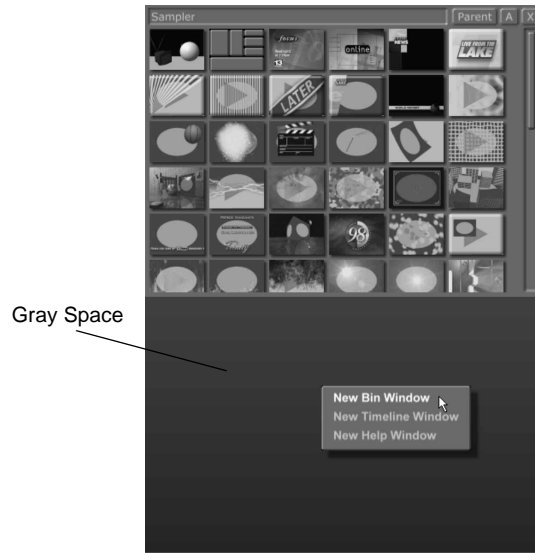 Sampler
Parent A X
focus
online
NEWS
LIVE FROM THE
LAKE
LATER
98
Gray Space
New Bin Window
New Timeline Window
New Help Window